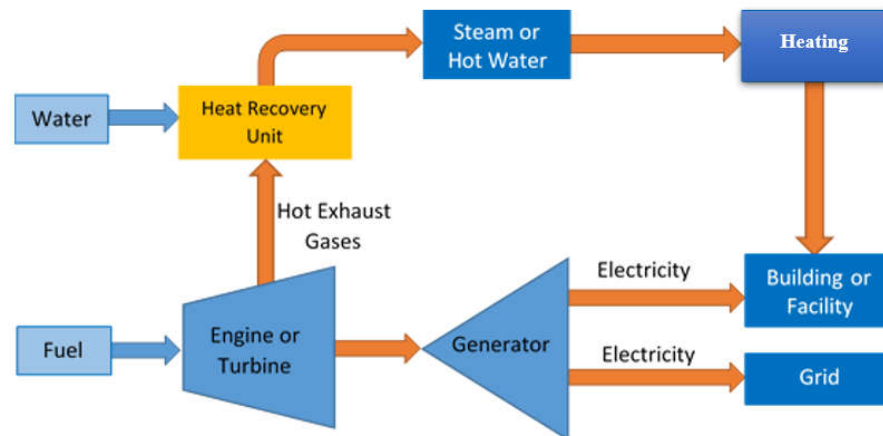 Steam or
Hot Water
Heating
Water
Heat Recovery
Unit
Hot Exhaust
Gases
Electricity
Building or
Facility
Fuel
Engine or
Turbine
Generator
Electricity
Grid